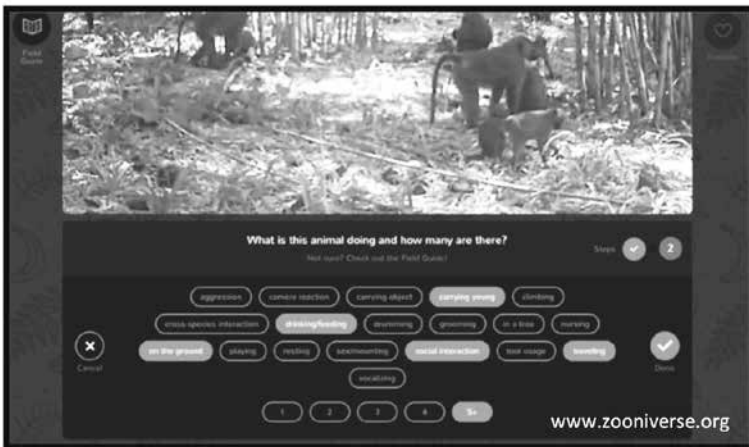 Field
Guide
What is this animal doing and how many are there?
Not sure? Check out the Field Guide!
Steps 2
aggression camera reaction carrying object carrying young climbing
cross-species interaction drinking/feeding drumming grooming in a tree nursing
on the ground playing resting sex/mounting social interaction tool usage traveling
Cancel
Done
vocalizing
1 2 3 4 5+
www.zooniverse.org